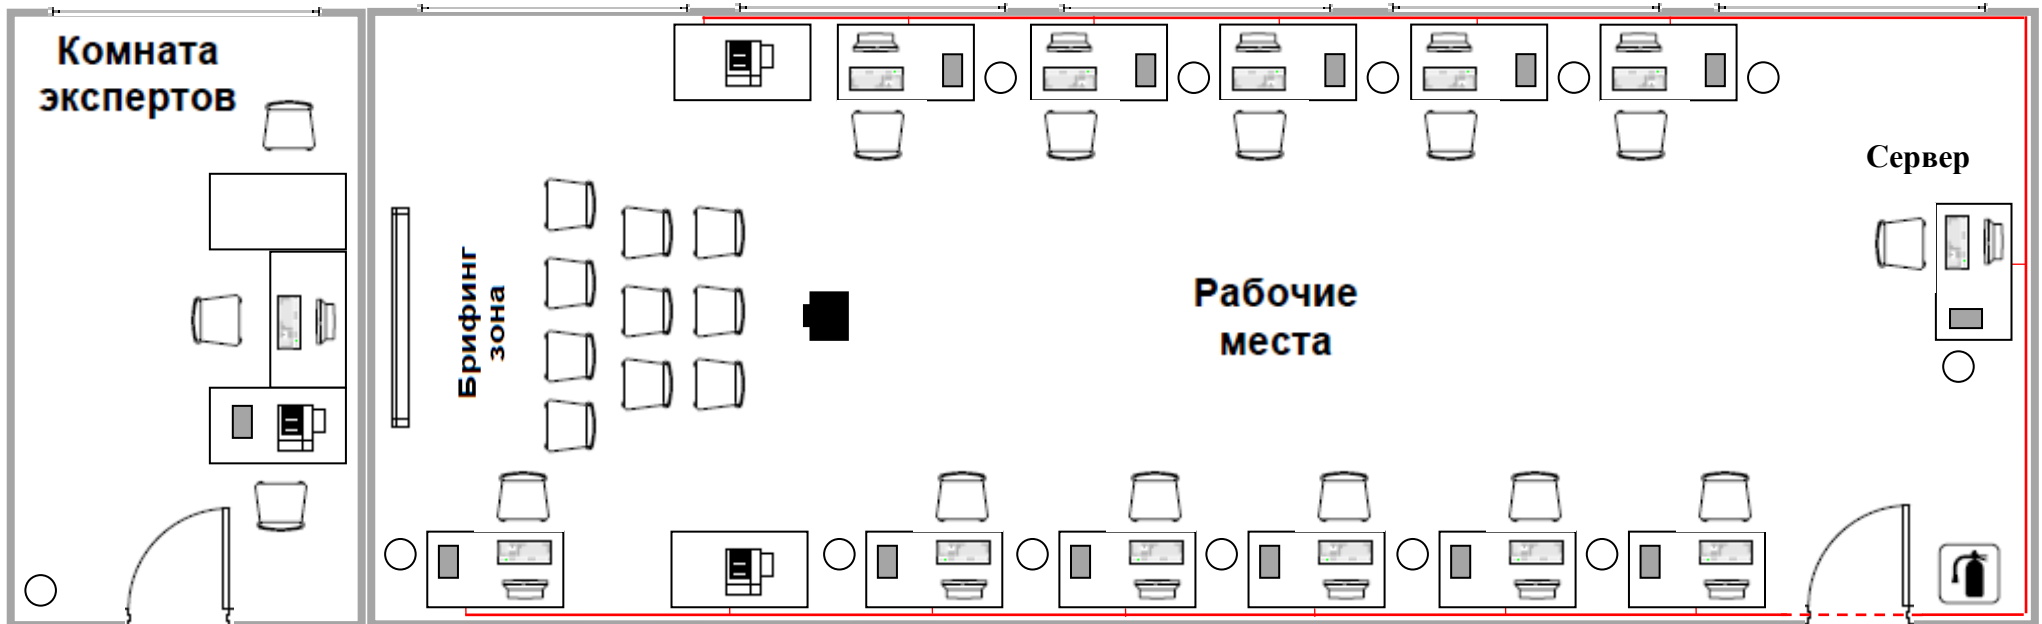 Комната
экспертов
Брифинг
зона
Рабочие
места
Сервер